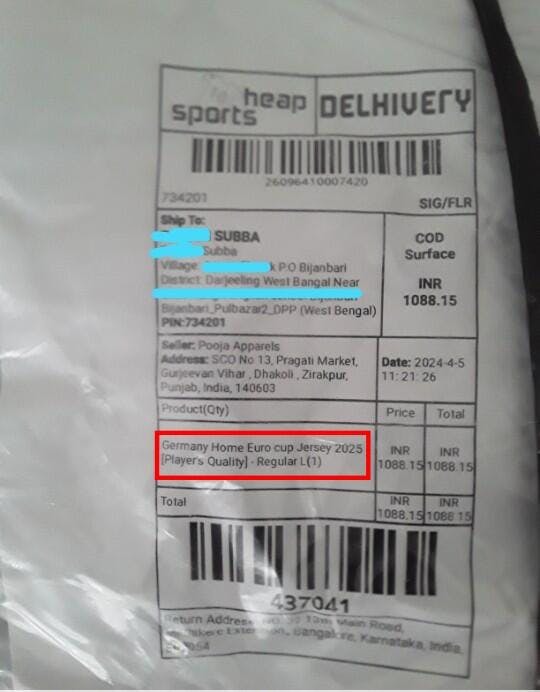 heap
sports
DELHIVERY
26096410007420
734201
SIG/FLR
Ship To:
SUBBA
Subba
Village: k P.O Bijanbari
District: Darjeeling West Bangal Near
Bijanbari
Bijanbari_Pulbazar2_DPP (West Bengal)
PIN:734201
COD
Surface
INR
1088.15
Seller: Pooja Apparels
Address: SCO No 13, Pragati Market,
Gurjeevan Vihar , Dhakoli , Zirakpur,
Punjab, India, 140603
Date: 2024-4-5
11: 21: 26
Product(Qty) Price Total
Germany Home Euro cup Jersey 2025
[Player's Quality] - Regular L(1)
INR INR
1088.15 1088.15
Total
INR INR
1088.15 1088.15
437041
Return Address: Main Road,
Bangalore, Karnataka, India,